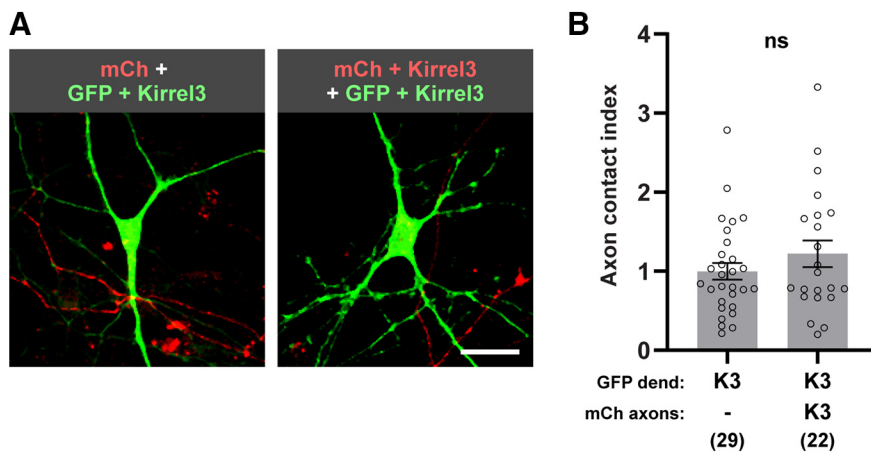 A
mCh +
GFP + Kirrel3
mCh + Kirrel3
+ GFP + Kirrel3
B
ns
Axon contact index
4
3
2
1
0
GFP dend: K3 K3
mCh axons: - K3
(29) (22)